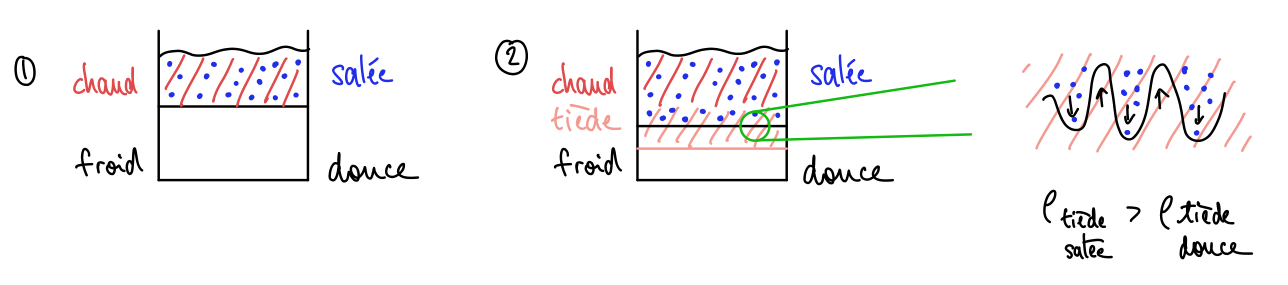 ①
chaud
salée
froid
douce
②
chaud
salée
tiède
froid
douce
ρ tiède salée > ρ tiède douce